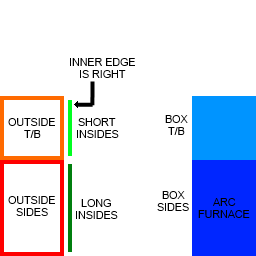 INNER EDGE
IS RIGHT
OUTSIDE
T/B
SHORT
INSIDES
BOX
T/B
OUTSIDE
SIDES
LONG
INSIDES
BOX
SIDES
ARC
FURNACE